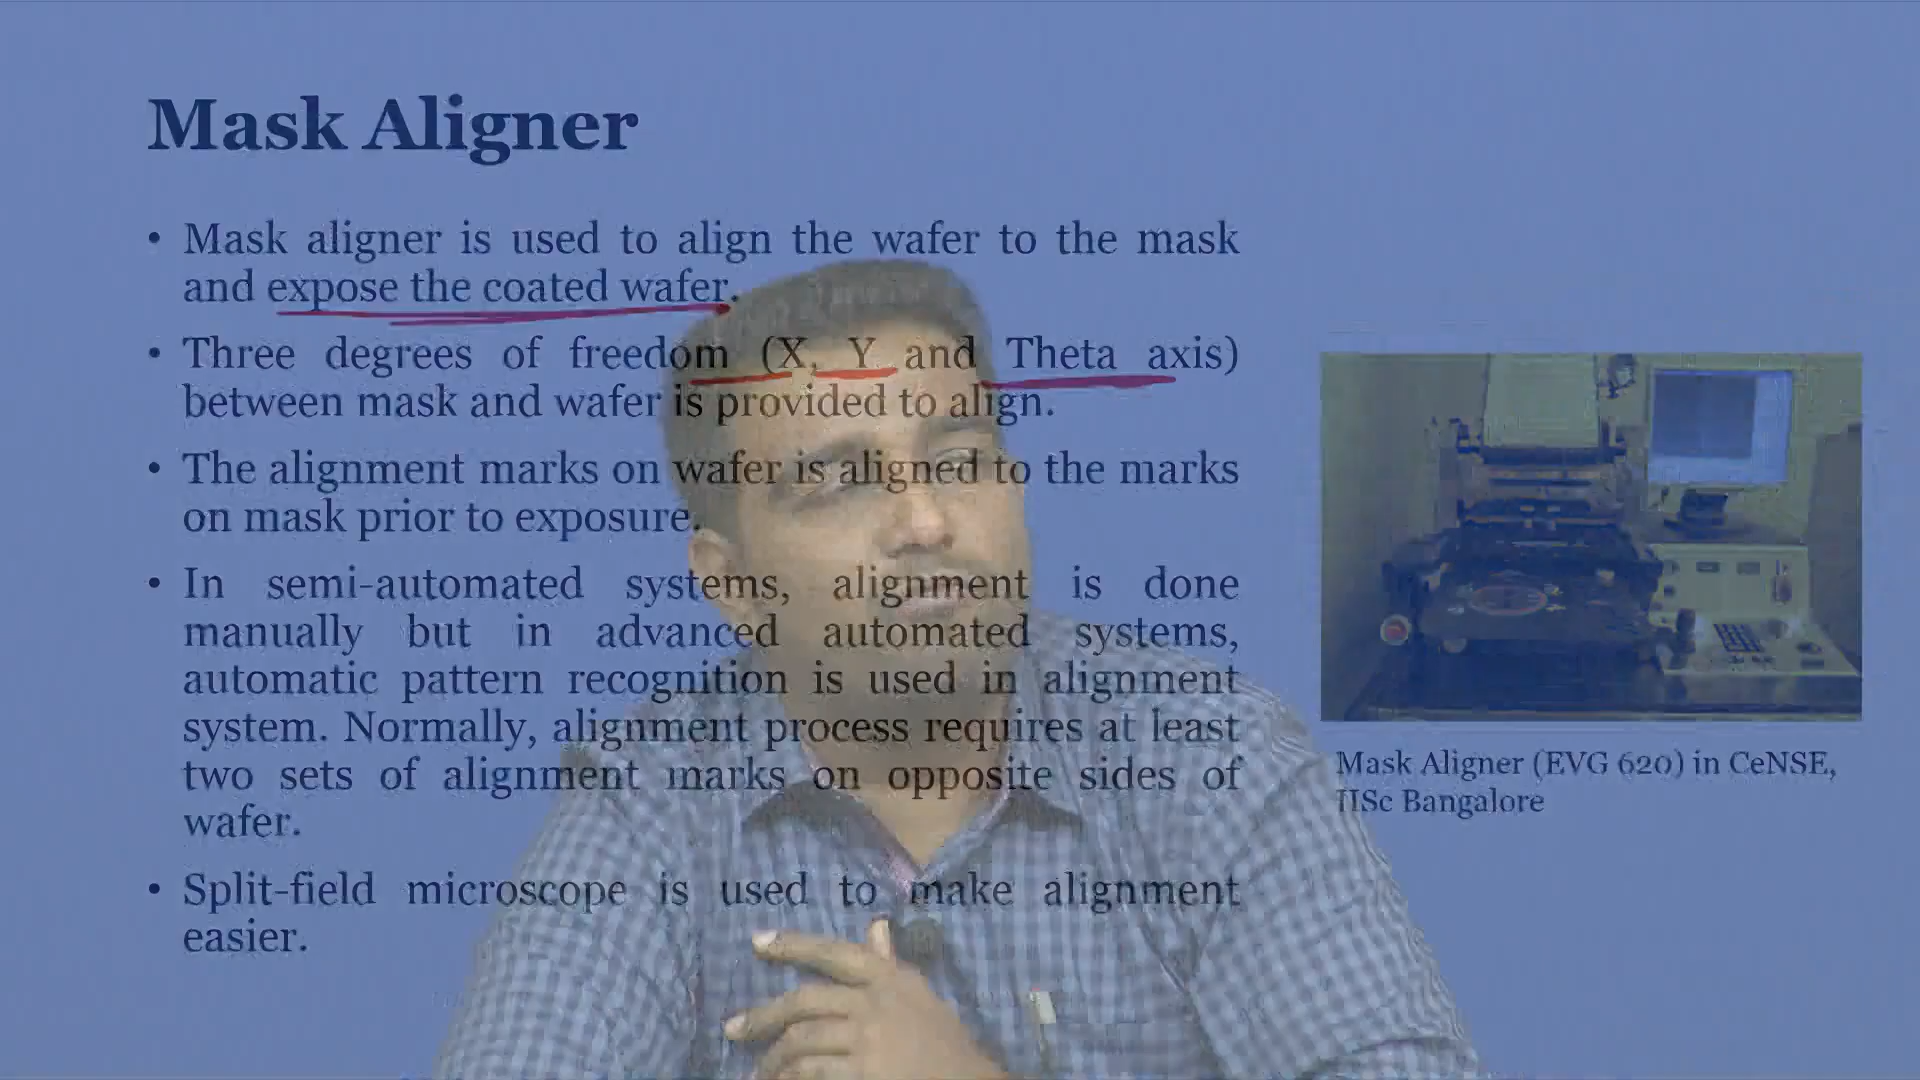 Mask Aligner
• Mask aligner is used to align the wafer to the mask
and expose the coated wafer.
• Three degrees of freedom (X, Y and Theta axis)
between mask and wafer is provided to align.
• The alignment marks on wafer is aligned to the marks
on mask prior to exposure.
• In semi-automated systems, alignment is done
manually but in advanced automated systems,
automatic pattern recognition is used in alignment
system. Normally, alignment process requires at least
two sets of alignment marks on opposite sides of
wafer.
• Split-field microscope is used to make alignment
easier.
Mask Aligner (EVG 620) in CeNSE,
IISc Bangalore